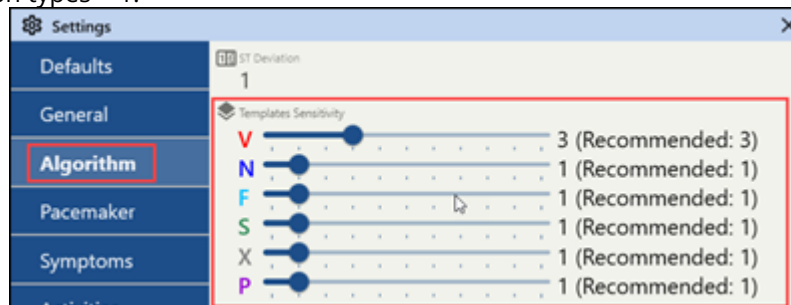 Settings
Defaults
General
Algorithm
Pacemaker
Symptoms
ST Deviation
1
Templates Sensitivity
V 3 (Recommended: 3)
N 1 (Recommended: 1)
F 1 (Recommended: 1)
S 1 (Recommended: 1)
X 1 (Recommended: 1)
P 1 (Recommended: 1)